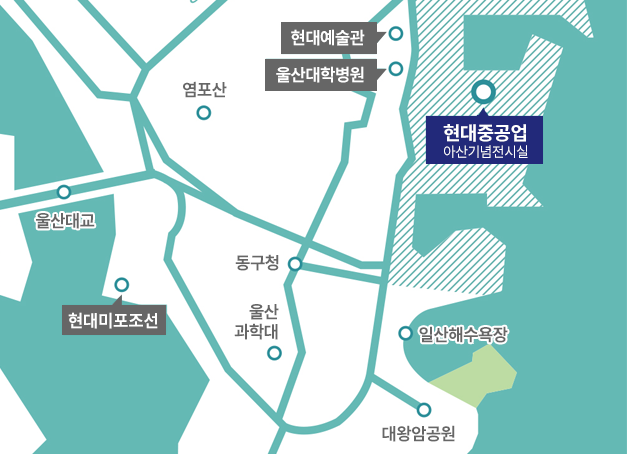 현대예술관
울산대학병원
염포산
현대중공업
아산기념전시실
울산대교
동구청
현대미포조선
울산
과학대
일산해수욕장
대왕암공원